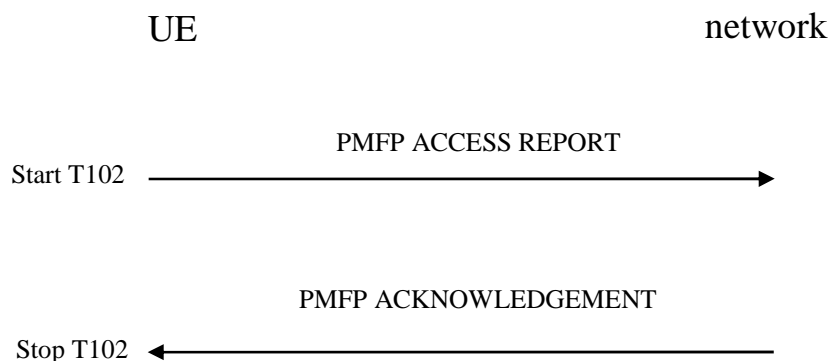 UE network
PMFP ACCESS REPORT
Start T102
PMFP ACKNOWLEDGEMENT
Stop T102